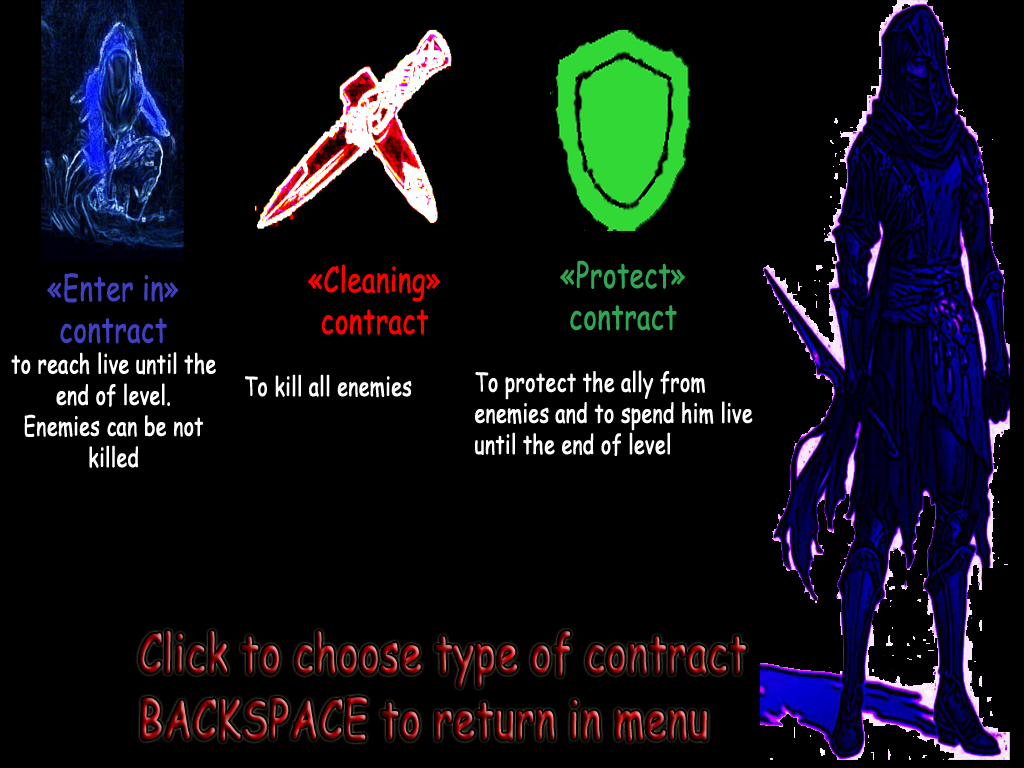 «Enter in»
contract
to reach live until the
end of level.
Enemies can be not
killed
«Cleaning»
contract
To kill all enemies
«Protect»
contract
To protect the ally from
enemies and to spend him live
until the end of level
Click to choose type of contract
BACKSPACE to return in menu